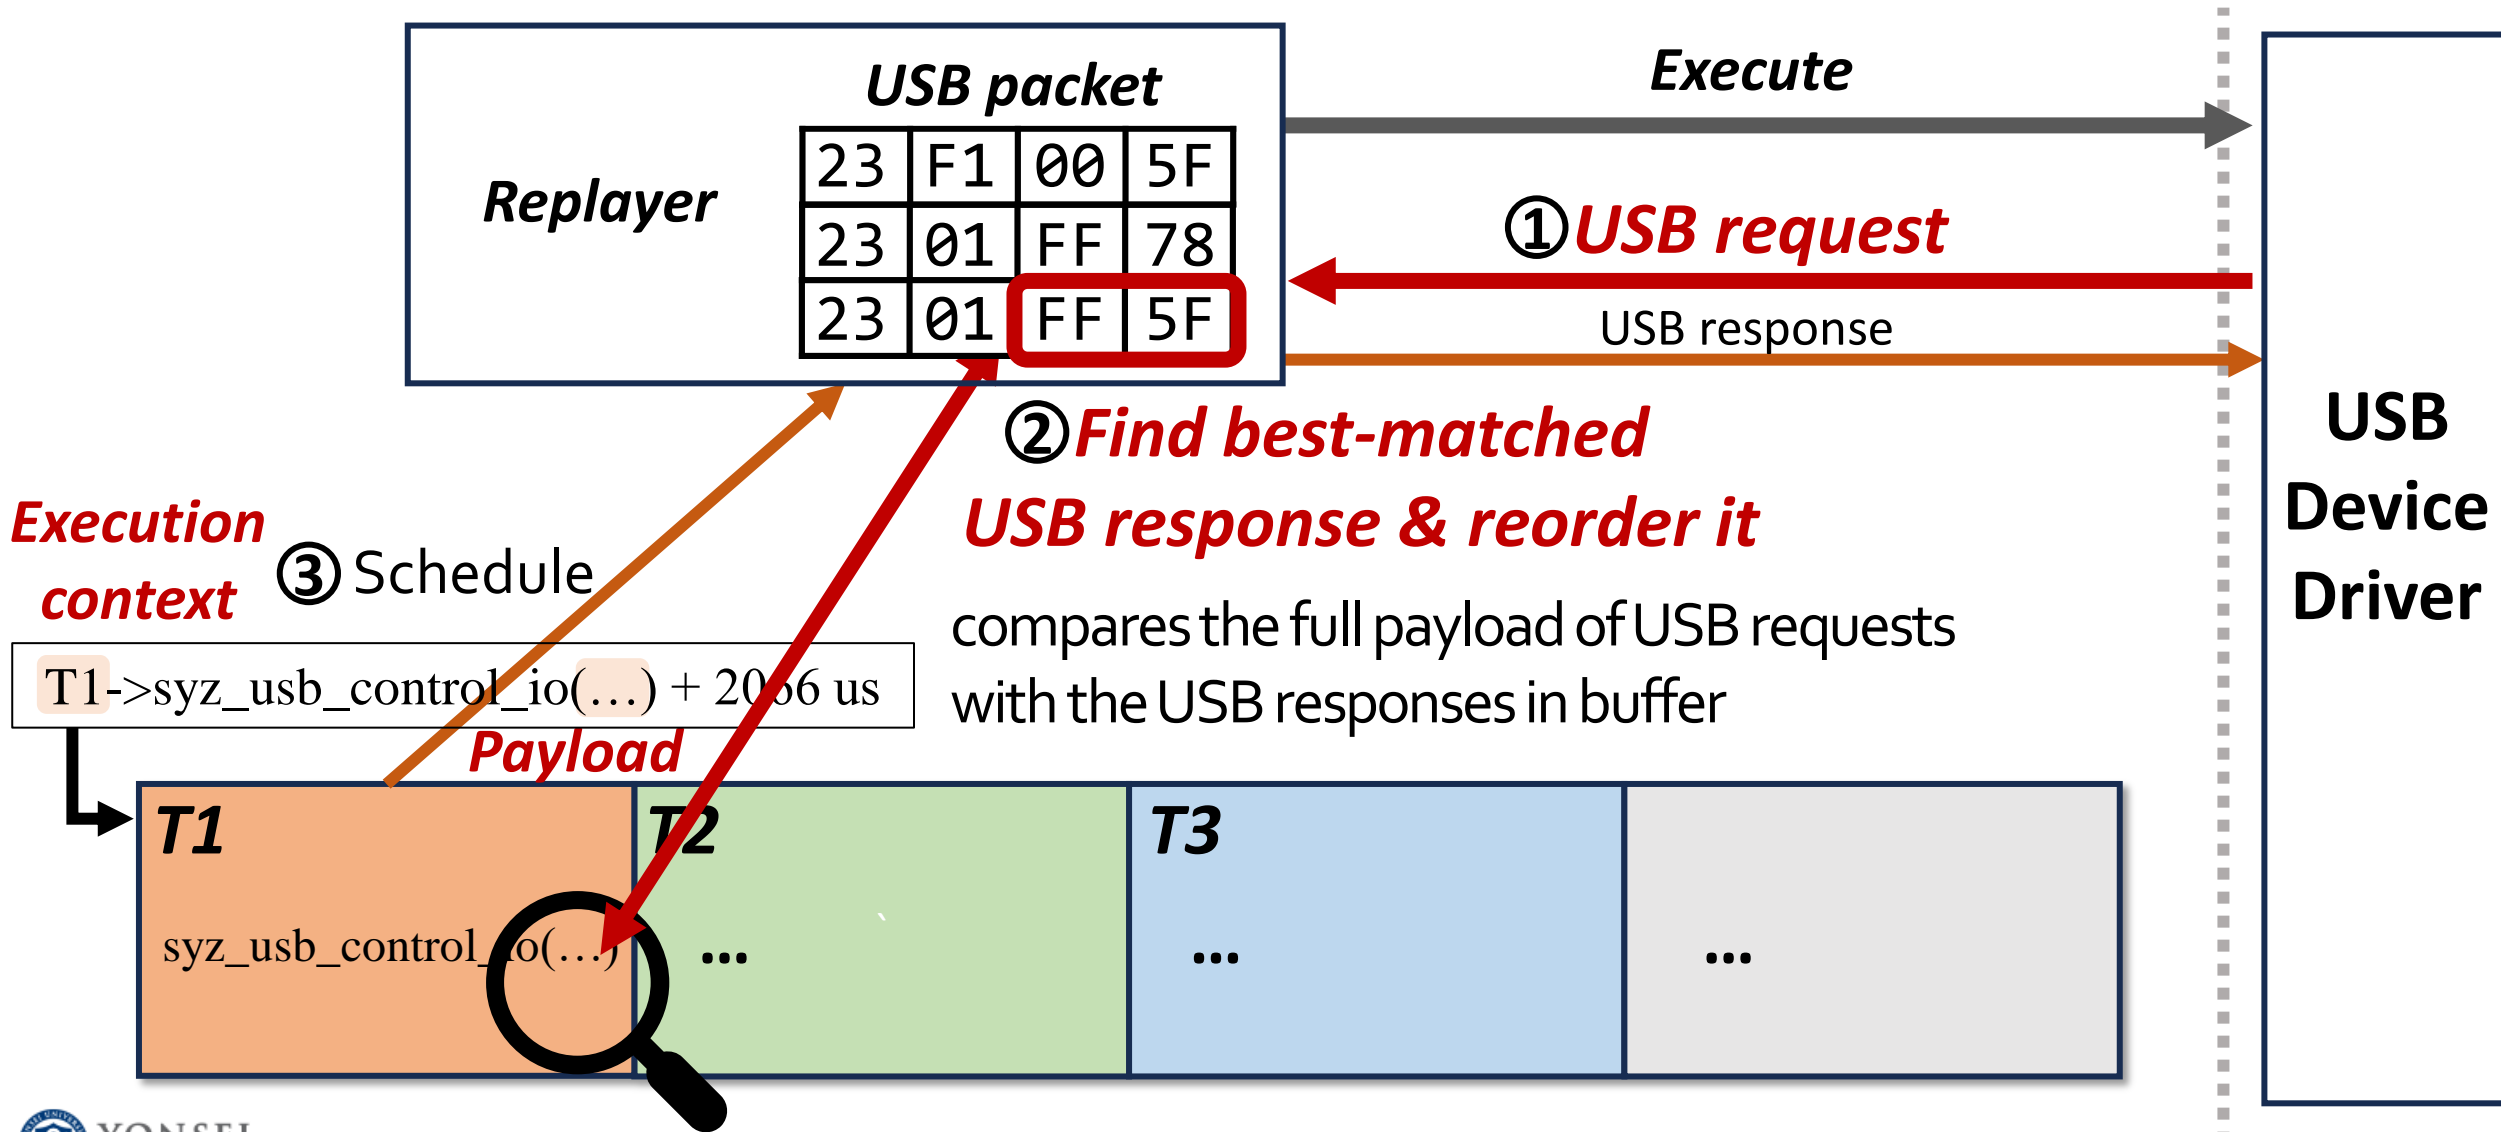 USB packet
Replayer
23 F1 00 5F
23 01 FF 78
23 01 FF 5F
Execute
①USB request
USB response
②Find best-matched
USB response & reorder it
compares the full payload of USB requests
with the USB responses in buffer
USB
Device
Driver
Execution
context
③ Schedule
T1->syz_usb_control_io(...) + 2066 us
Payload
T1
syz_usb_control_io(...)
T2
...
`
T3
...
...
YONSEI